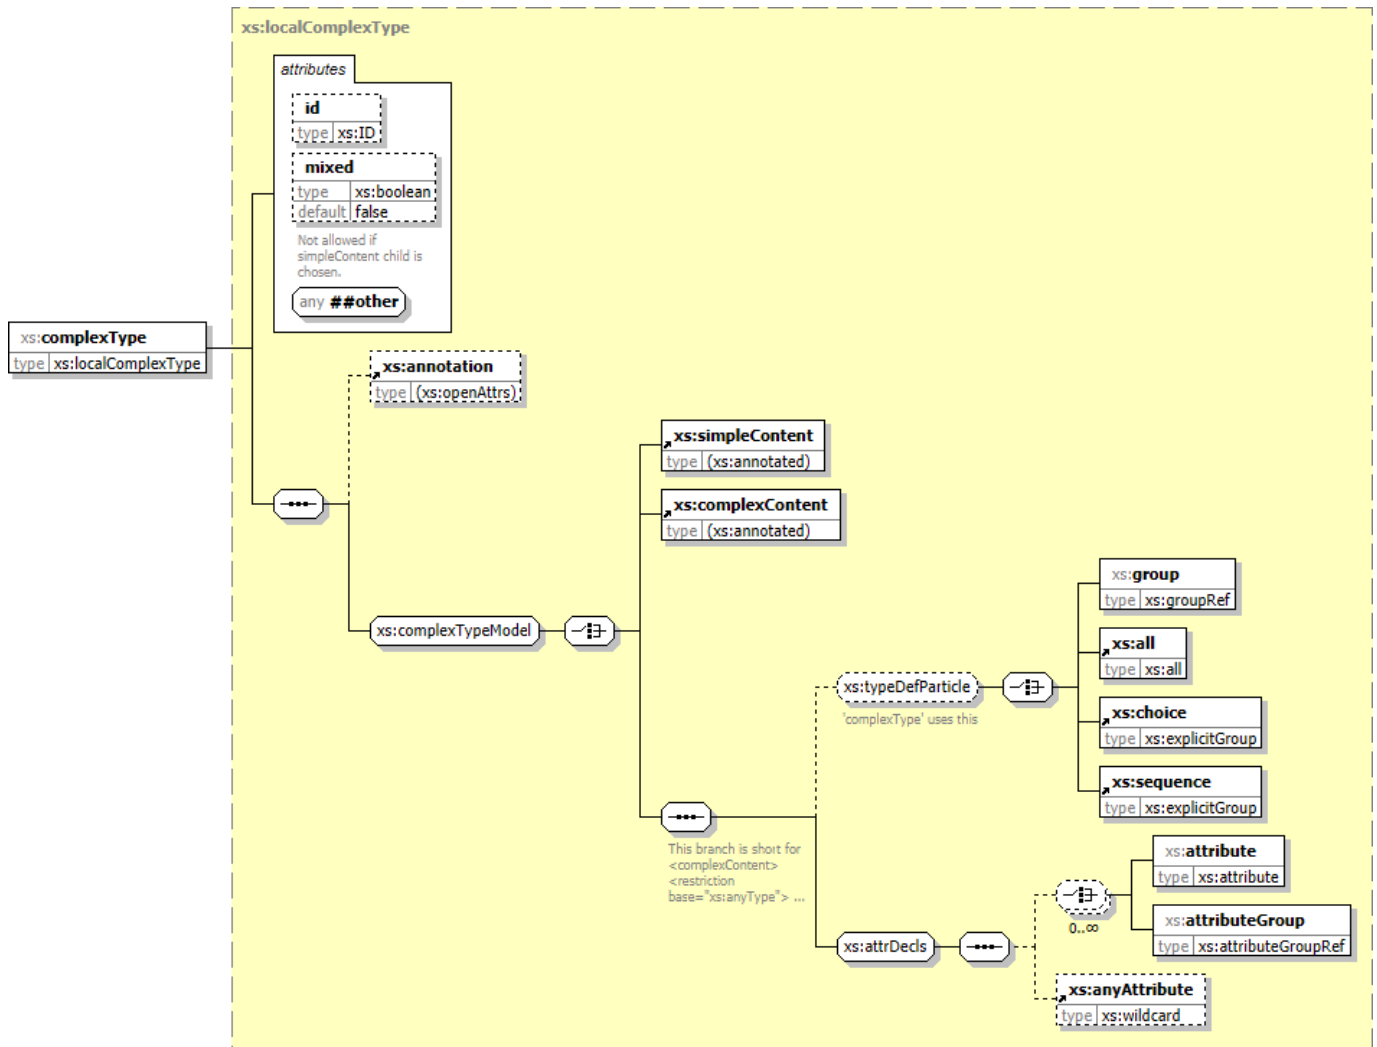 xs:localComplexType
attributes
id
type xs:ID
mixed
type xs:boolean
default false
Not allowed if
simpleContent child is
chosen.
any ##other
xs:complexType
type xs:localComplexType
xs:annotation
type (xs:openAttrs)
xs:simpleContent
type (xs:annotated)
xs:complexContent
type (xs:annotated)
xs:complexTypeModel
xs:group
type xs:groupRef
xs:all
type xs:all
xs:typeDefParticle
'complexType' uses this
xs:choice
type xs:explicitGroup
xs:sequence
type xs:explicitGroup
This branch is short for
<complexContent>
<restriction
base="xs:anyType"> ...
xs:attribute
type xs:attribute
0..∞
xs:attributeGroup
type xs:attributeGroupRef
xs:attrDecls
xs:anyAttribute
type xs:wildcard